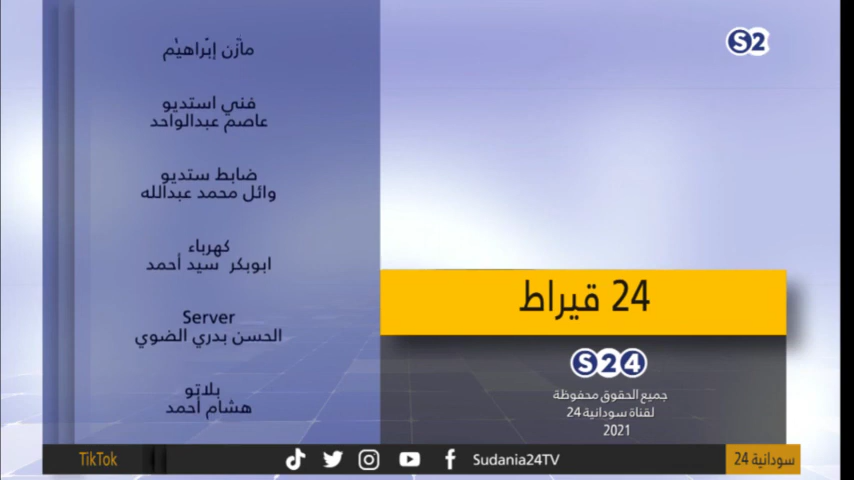 S2
مازن إبراهيم
فني استديو
عاصم عبدالواحد
ضابط ستديو
وائل محمد عبدالله
كهرباء
ابوبكر سيد أحمد
Server
الحسن بدري الضوي
بلاتو
هشام أحمد
24 قيراط
S24
جميع الحقوق محفوظة
لقناة سودانية 24
2021
TikTok
Sudania24TV
سودانية 24